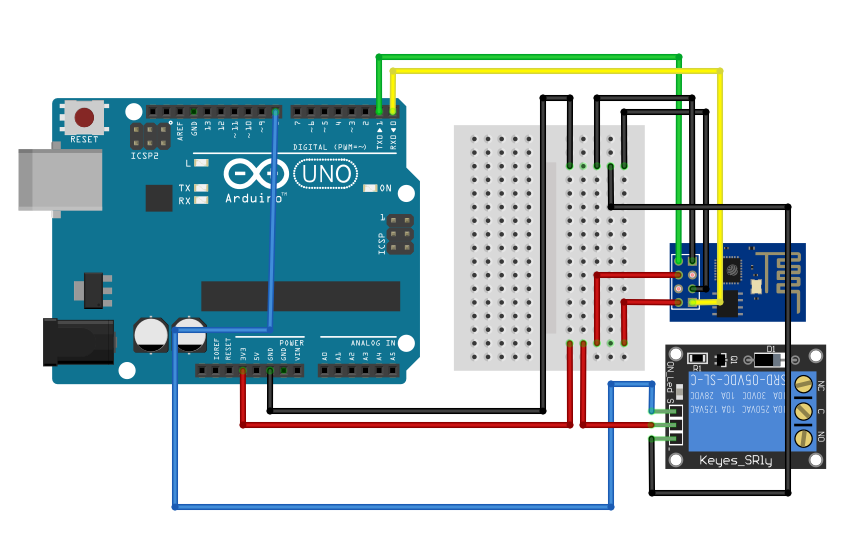 RESET
ICSP2
AREF
GND
13
12
~11
~10
~9
7
~6
~5
4
~3
2
TXD ▶ 1
RXD ◀ 0
DIGITAL (PWM=~)
L
TX
RX
Arduino™
UNO
ON
1
ICSP
IOREF
RESET
3V3
5V
GND
GND
VIN
POWER
ANALOG IN
A0
A1
A2
A3
A4
A5
R1
Q1
D1
ON_Led
S
SRD-05VDC-SL-C
10A 250VAC 10A 125VAC
10A 30VDC 10A 28VDC
NC
C
NO
Keyes_SR1y